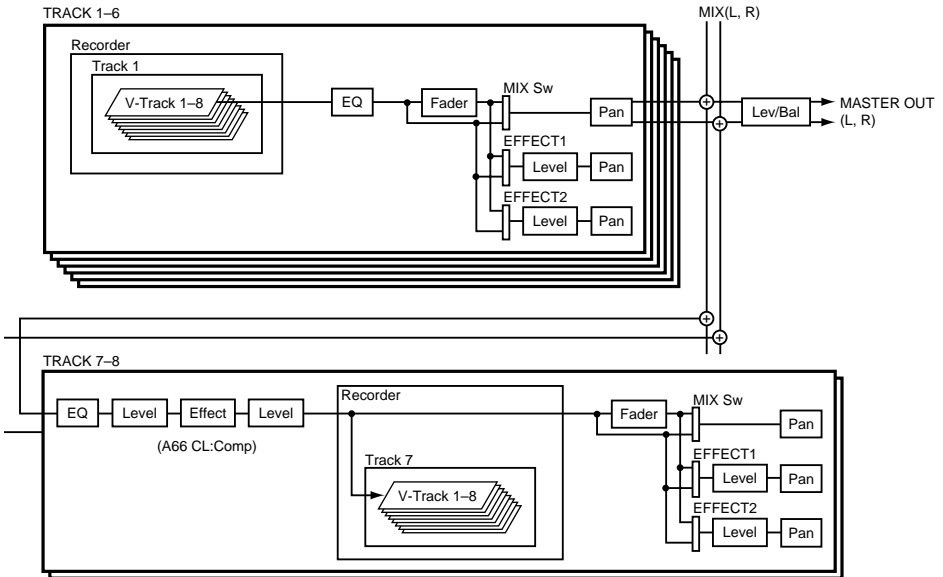 TRACK 1–6
MIX(L, R)
Recorder
Track 1
V-Track 1–8
EQ
Fader
MIX Sw
Pan
Lev/Bal
MASTER OUT
(L, R)
EFFECT1
Level
Pan
EFFECT2
Level
Pan
TRACK 7–8
EQ
Level
Effect
Level
(A66 CL:Comp)
Recorder
Track 7
V-Track 1–8
Fader
MIX Sw
Pan
EFFECT1
Level
Pan
EFFECT2
Level
Pan